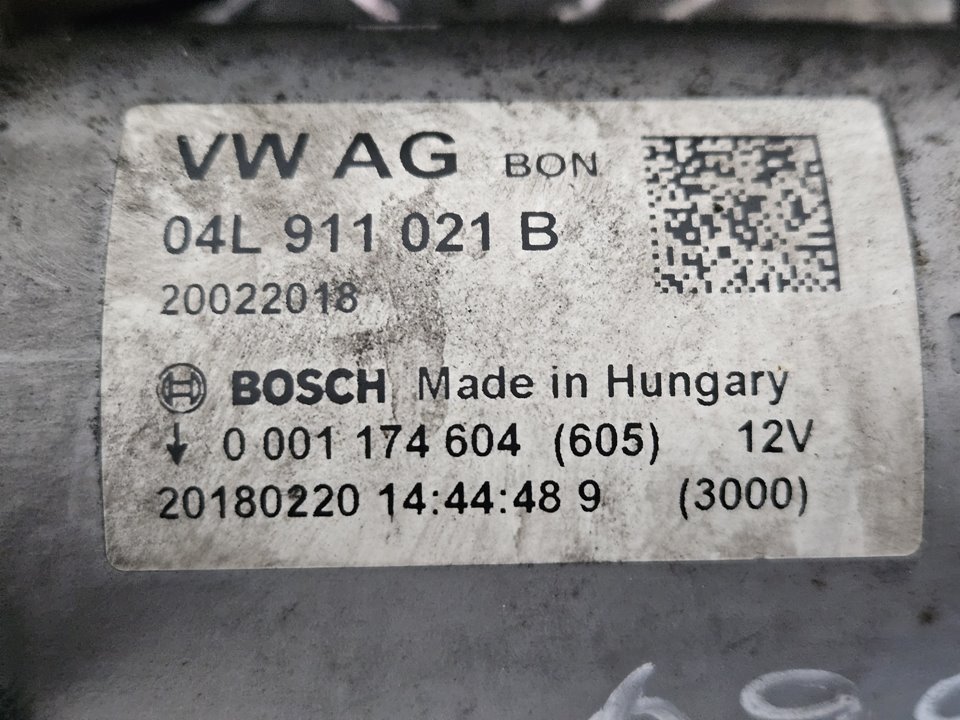 VW AG BON
04L 911 021 B
20022018
BOSCH Made in Hungary
↓ 0 001 174 604 (605) 12V
20180220 14:44:48 9 (3000)